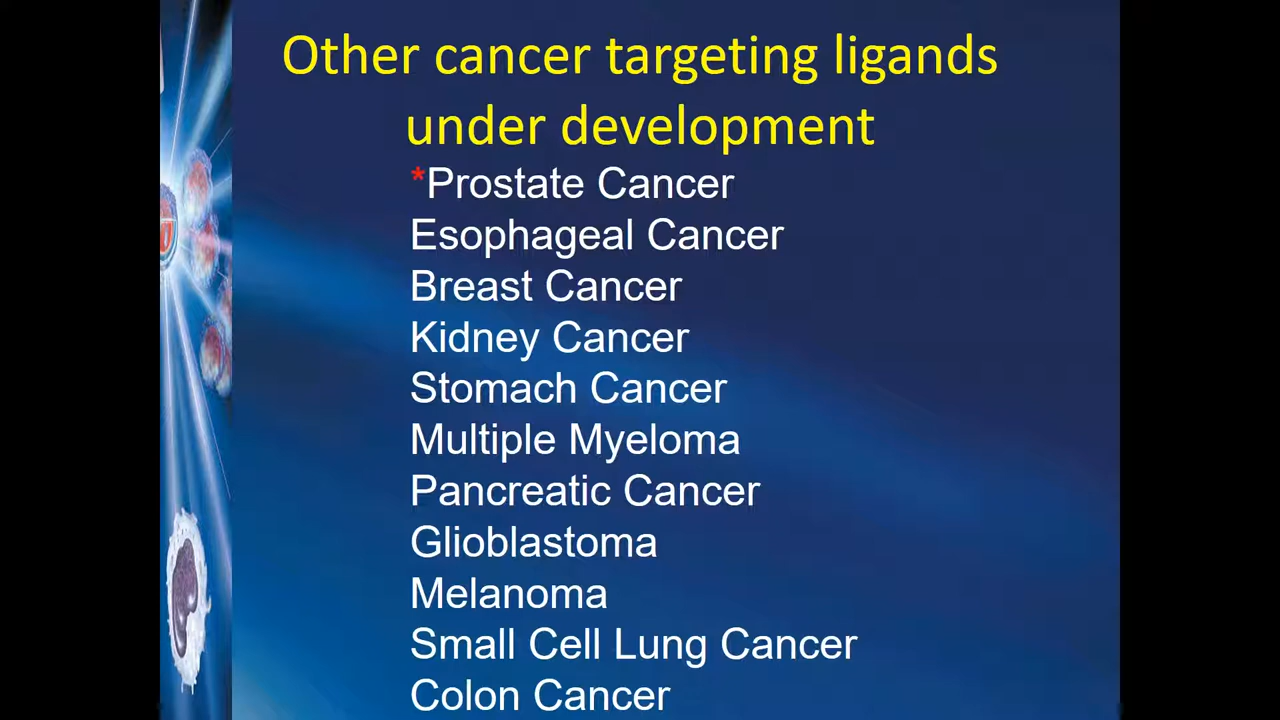 Other cancer targeting ligands
under development
*Prostate Cancer
Esophageal Cancer
Breast Cancer
Kidney Cancer
Stomach Cancer
Multiple Myeloma
Pancreatic Cancer
Glioblastoma
Melanoma
Small Cell Lung Cancer
Colon Cancer